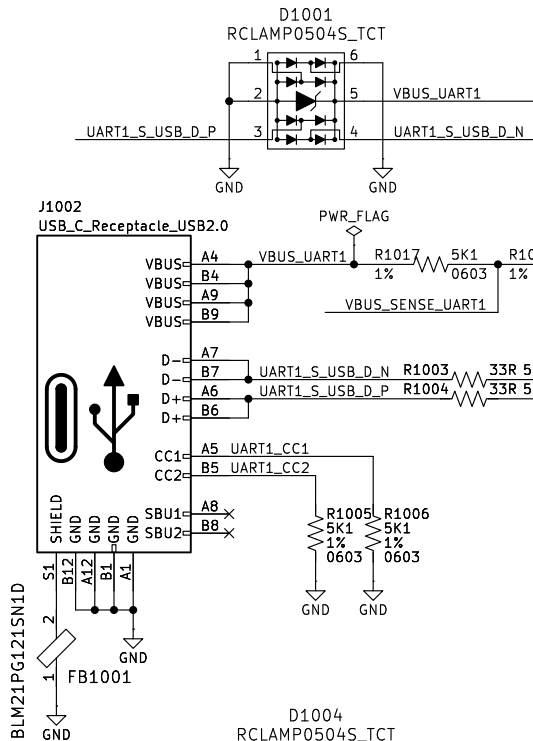 D1001
RCLAMP0504S_TCT
1
6
2
5
VBUS_UART1
UART1_S_USB_D_P
3
4
UART1_S_USB_D_N
GND
GND
J1002
USB_C_Receptacle_USB2.0
PWR_FLAG
VBUS
A4
VBUS_UART1
R1017
5K1
R10
1%
0603
1%
VBUS
B4
VBUS
A9
VBUS_SENSE_UART1
VBUS
B9
D-
A7
D-
B7
UART1_S_USB_D_N
R1003
33R 5
D+
A6
UART1_S_USB_D_P
R1004
33R 5
D+
B6
CC1
A5
UART1_CC1
CC2
B5
UART1_CC2
SBU1
A8
SBU2
B8
R1005
5K1
1%
0603
R1006
5K1
1%
0603
GND
GND
SHIELD
GND
GND
GND
GND
S1
B12
A12
B1
A1
GND
BLM21PG121SN1D
2
1
FB1001
GND
D1004
RCLAMP0504S_TCT